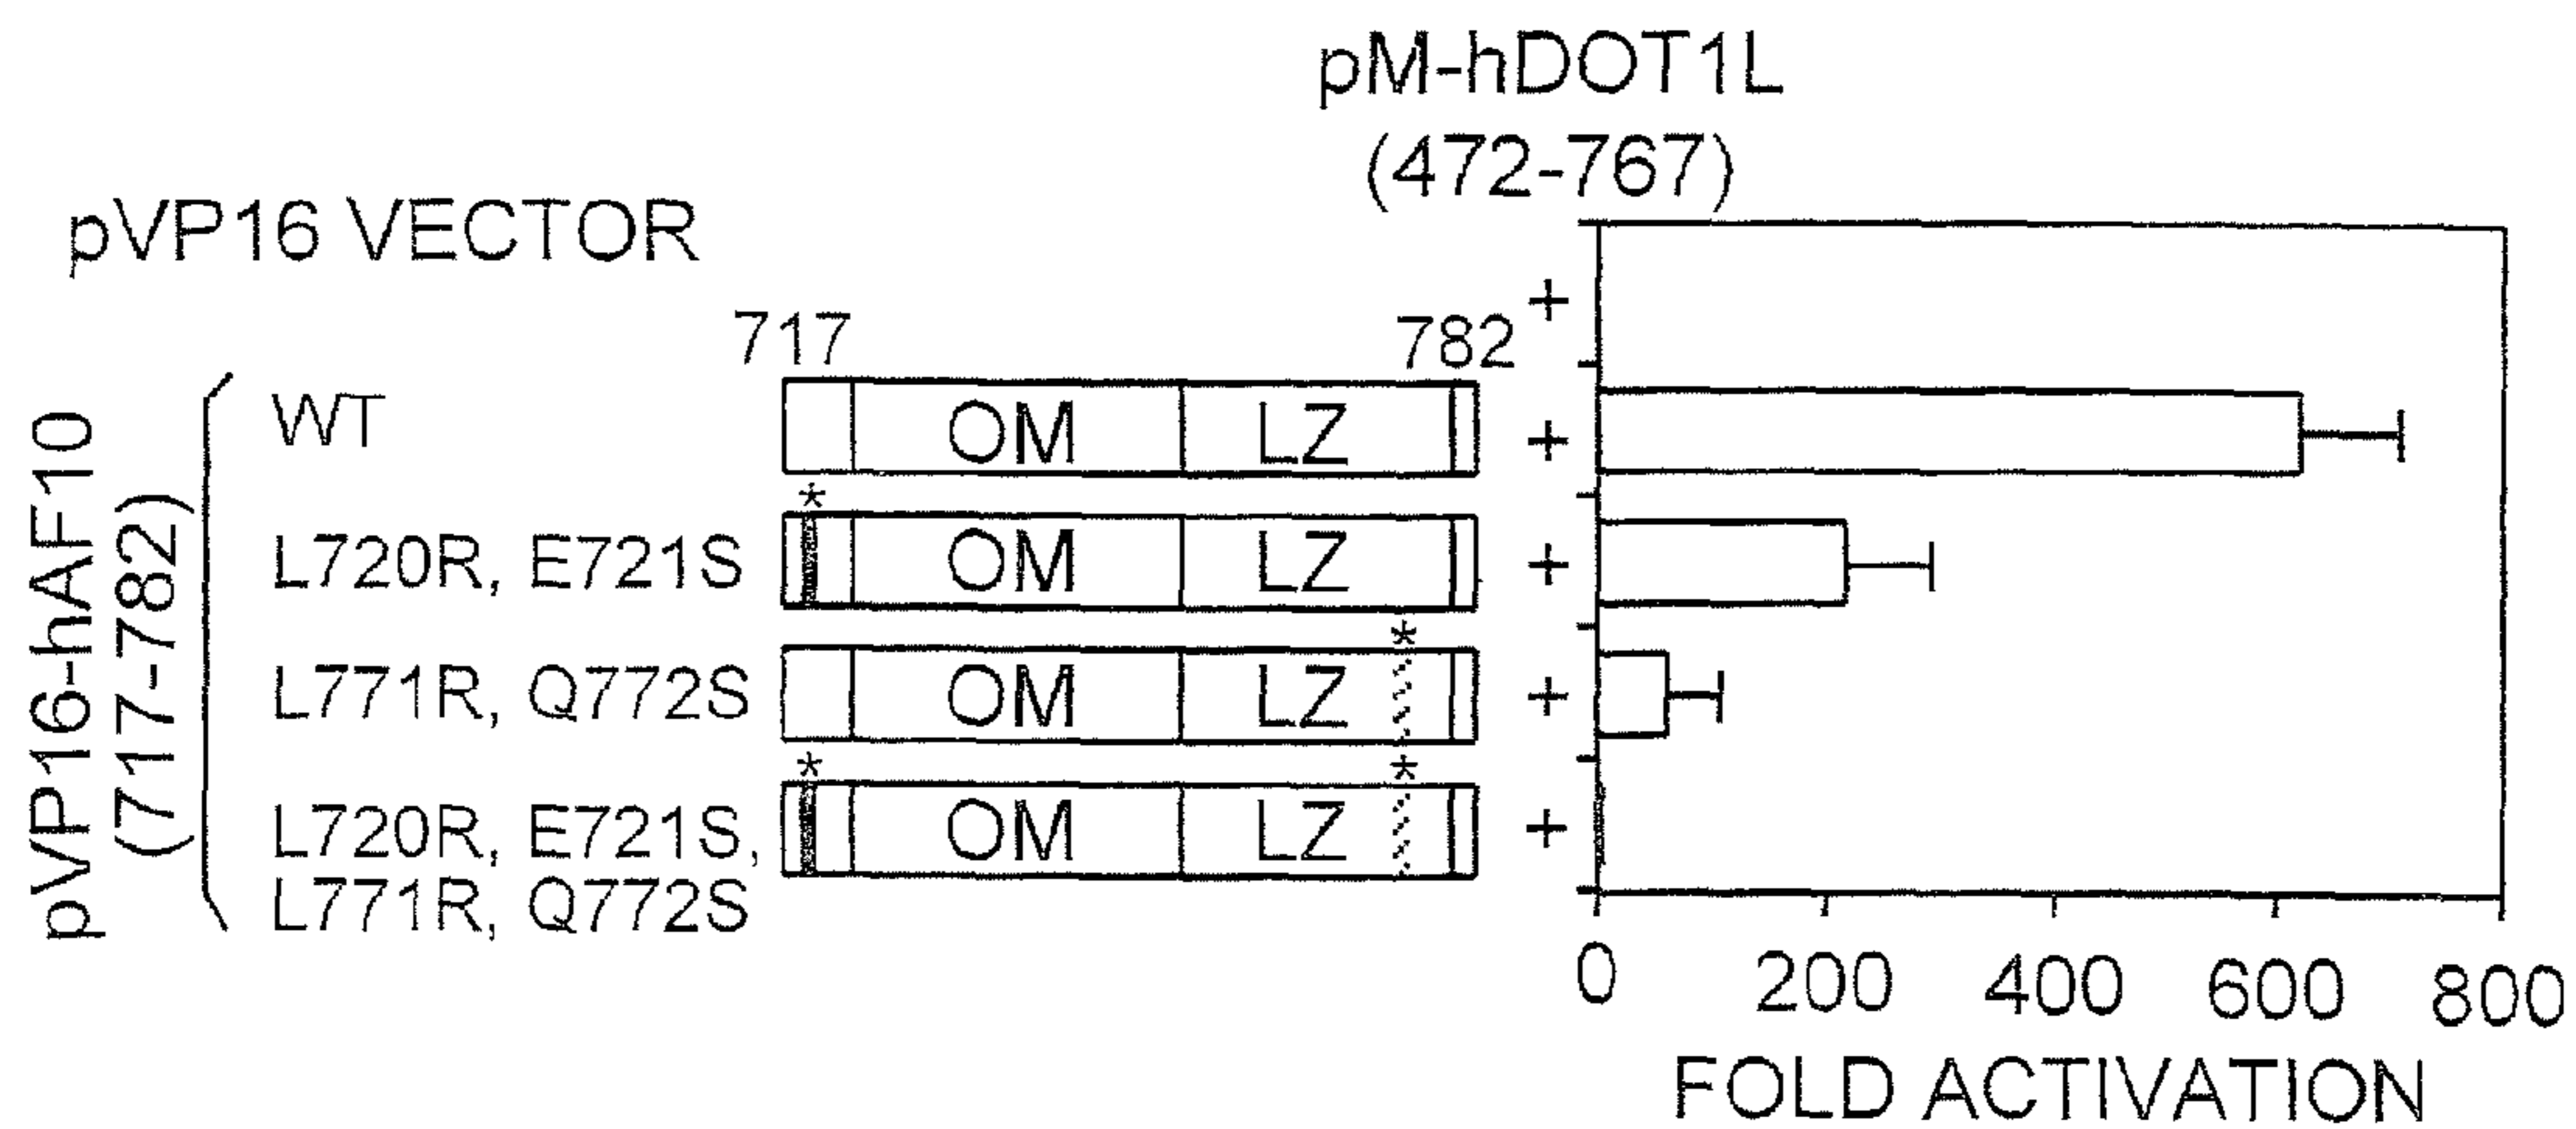 pM-hDOT1L
(472-767)
pVP16 VECTOR
+
717
782
pVP16-hAF10
(717-782)
WT
OM
LZ
+
*
L720R, E721S
OM
LZ
+
*
L771R, Q772S
OM
LZ
+
*
*
L720R, E721S,
L771R, Q772S
OM
LZ
+
0
200
400
600
800
FOLD ACTIVATION